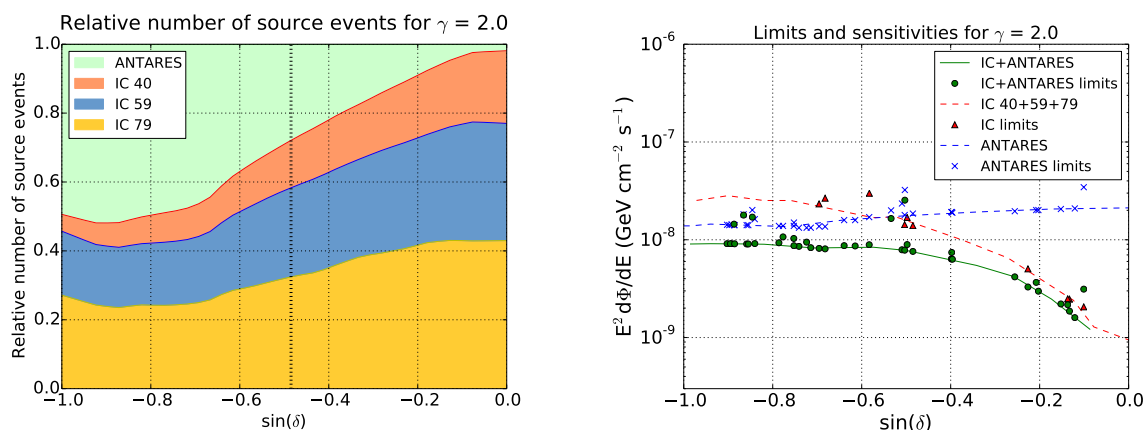 Relative number of source events for γ = 2.0
Relative number of source events
1.0
0.8
0.6
0.4
0.2
0.0
ANTARES
IC 40
IC 59
IC 79
−1.0
−0.8
−0.6
−0.4
−0.2
0.0
sin(δ)
Limits and sensitivities for γ = 2.0
E² dΦ/dE (GeV cm⁻² s⁻¹)
10⁻⁶
10⁻⁷
10⁻⁸
10⁻⁹
IC+ANTARES
IC+ANTARES limits
IC 40+59+79
IC limits
ANTARES
ANTARES limits
−1.0
−0.8
−0.6
−0.4
−0.2
0.0
sin(δ)